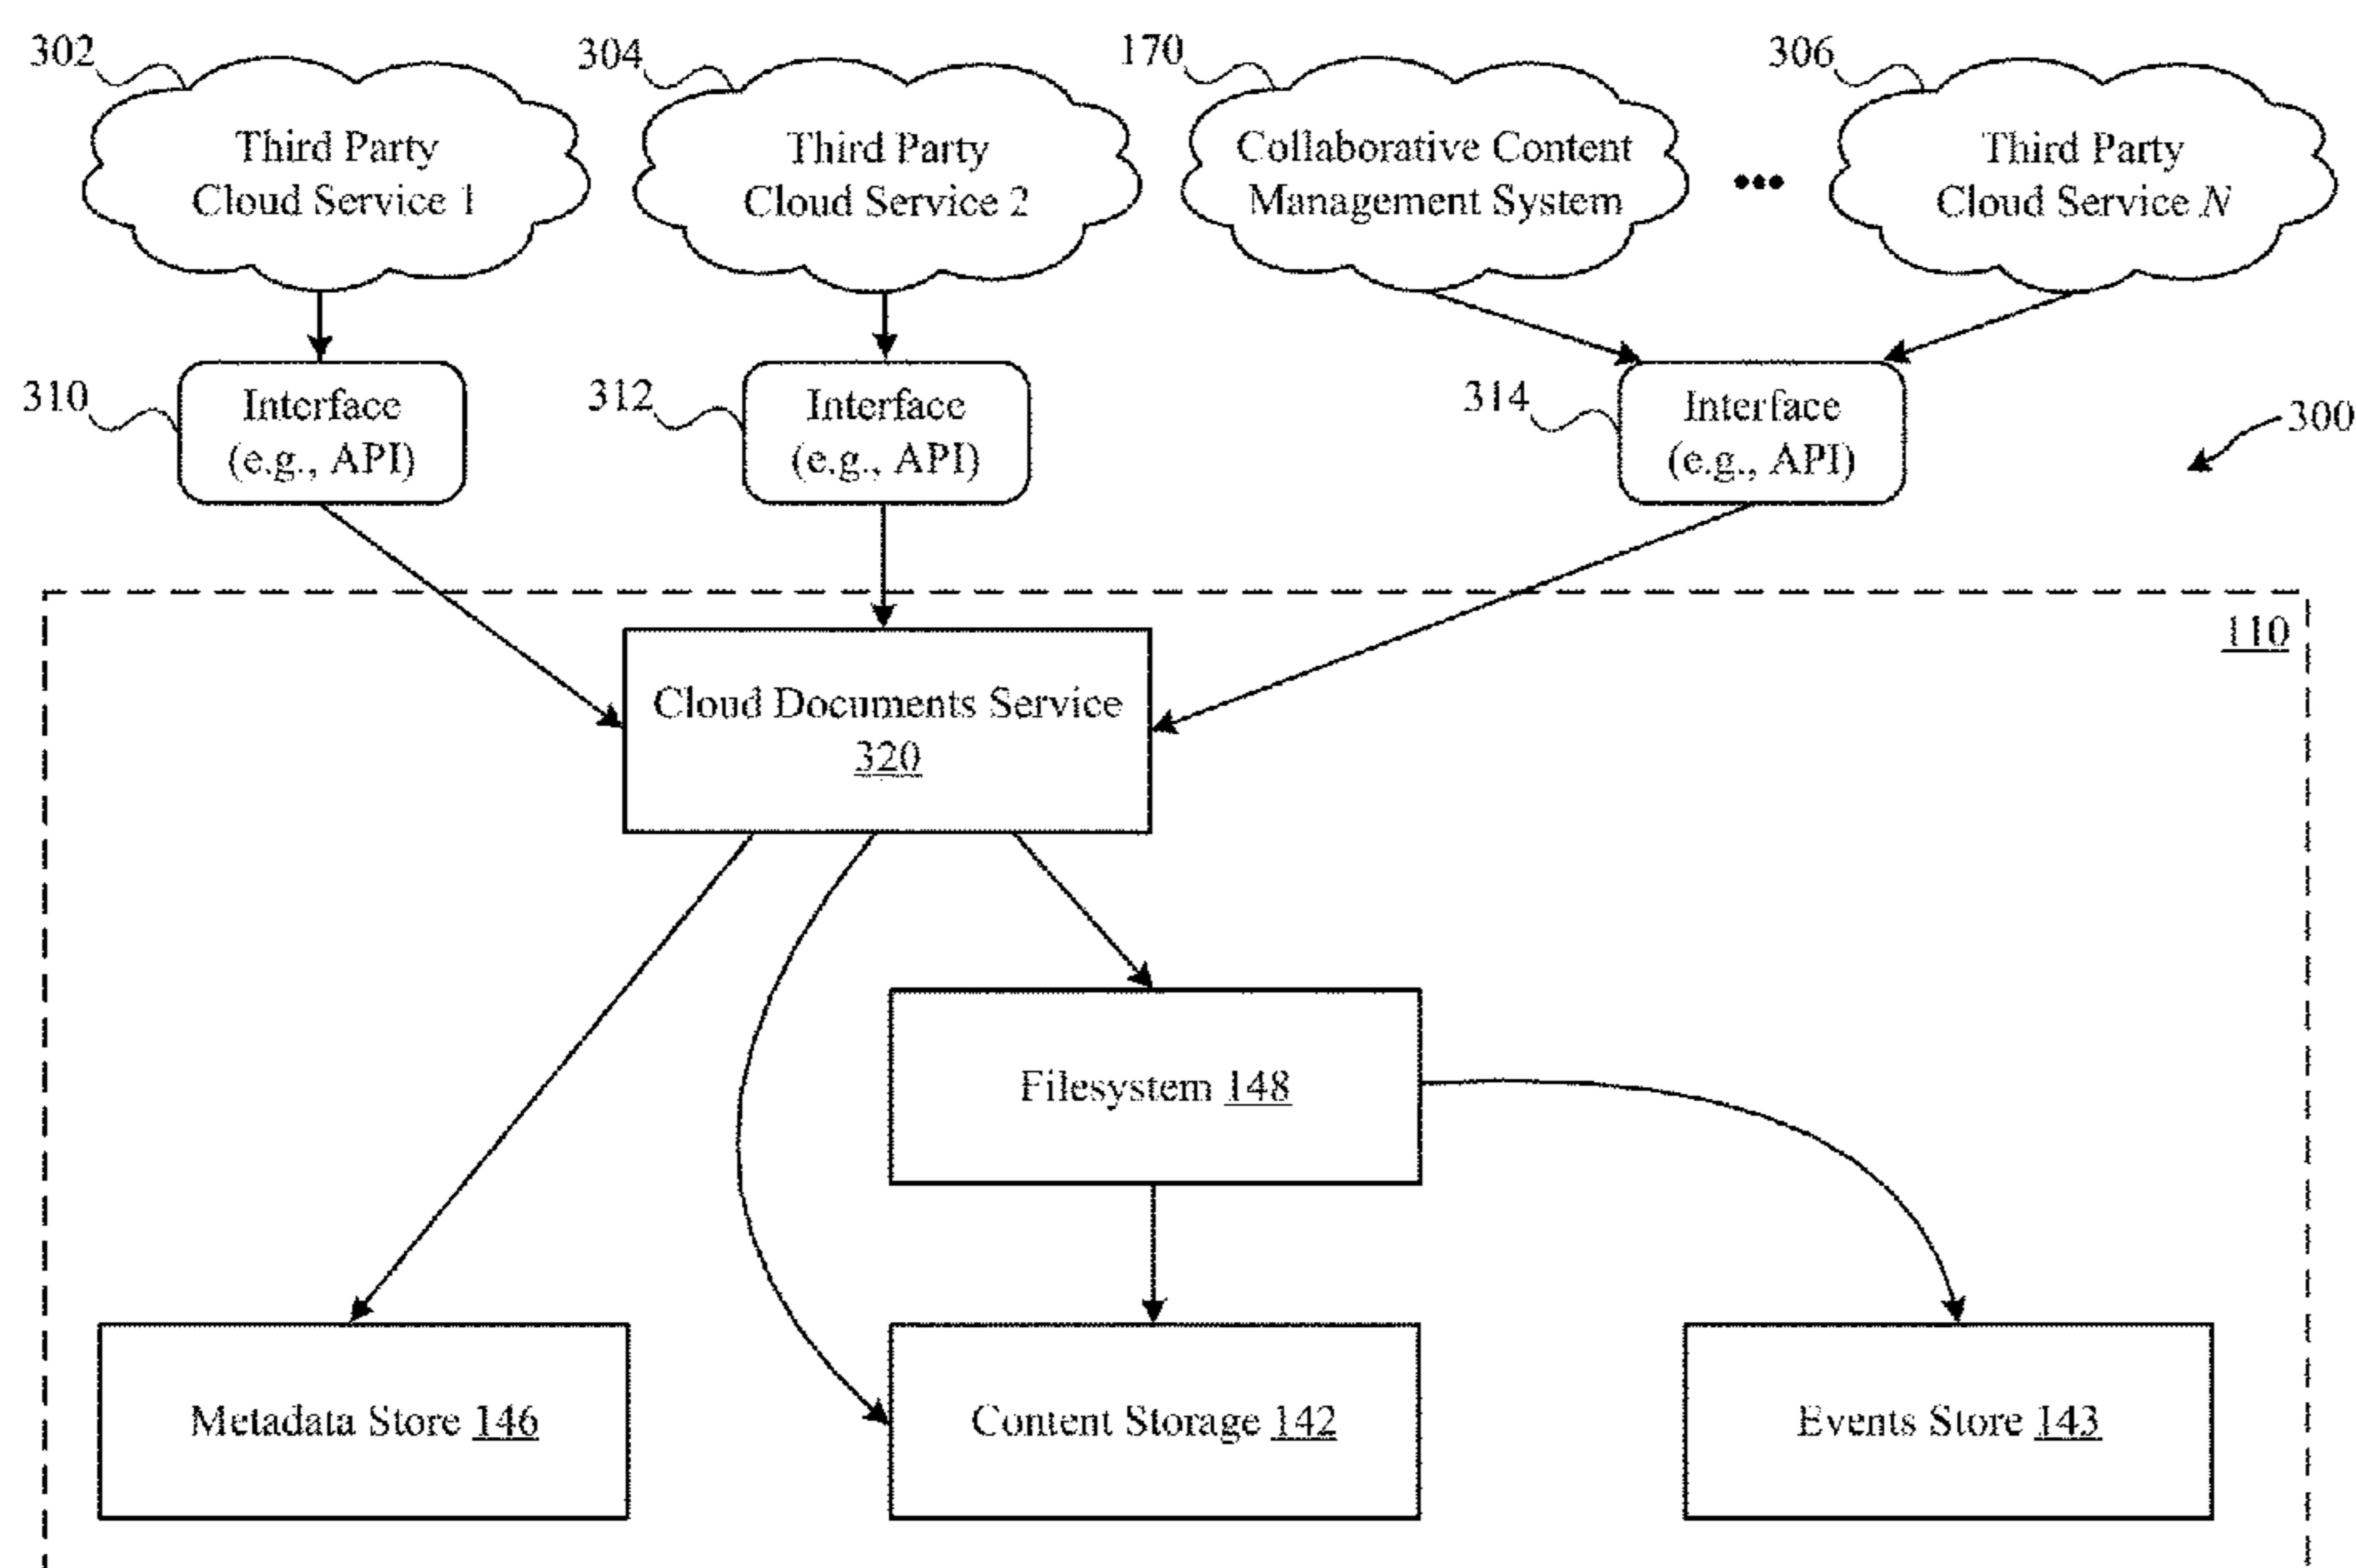 302
304
170
306
Third Party
Cloud Service 1
Third Party
Cloud Service 2
Collaborative Content
Management System
•••
Third Party
Cloud Service N
310
Interface
(e.g., API)
312
Interface
(e.g., API)
314
Interface
(e.g., API)
300
110
Cloud Documents Service
320
Filesystem 148
Metadata Store 146
Content Storage 142
Events Store 143